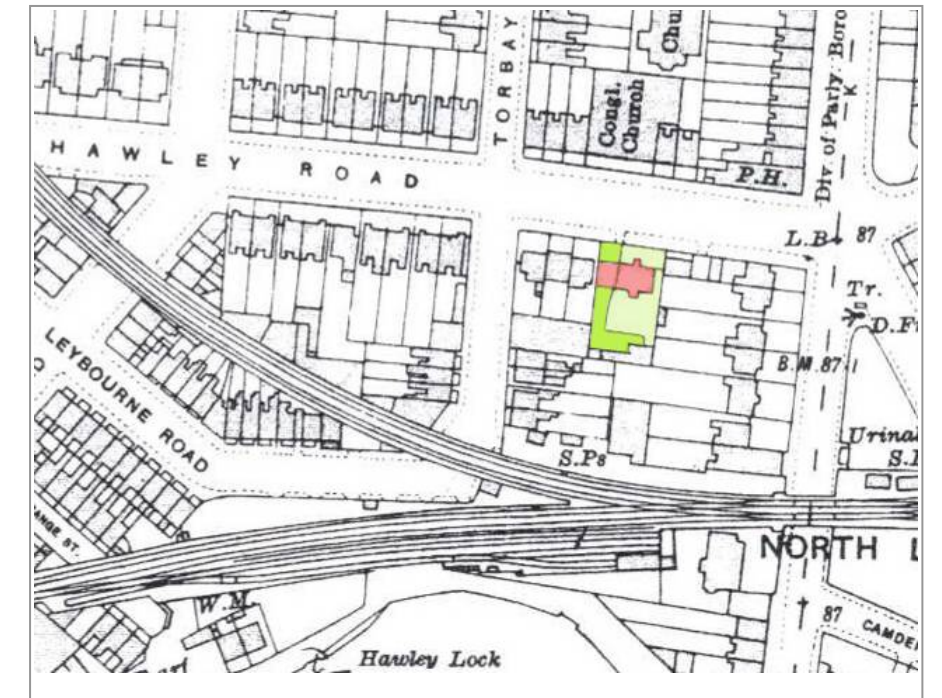 TORBAY
Chu
Congl.
Church
Div of Parly. Boro
K
P.H.
HAWLEY ROAD
L.B.
87
Tr.
D.F
B.M. 87.1
LEYBOURNE ROAD
Urinal
S.Ps
NORTH L
W.M.
87
CAMDE
Hawley Lock